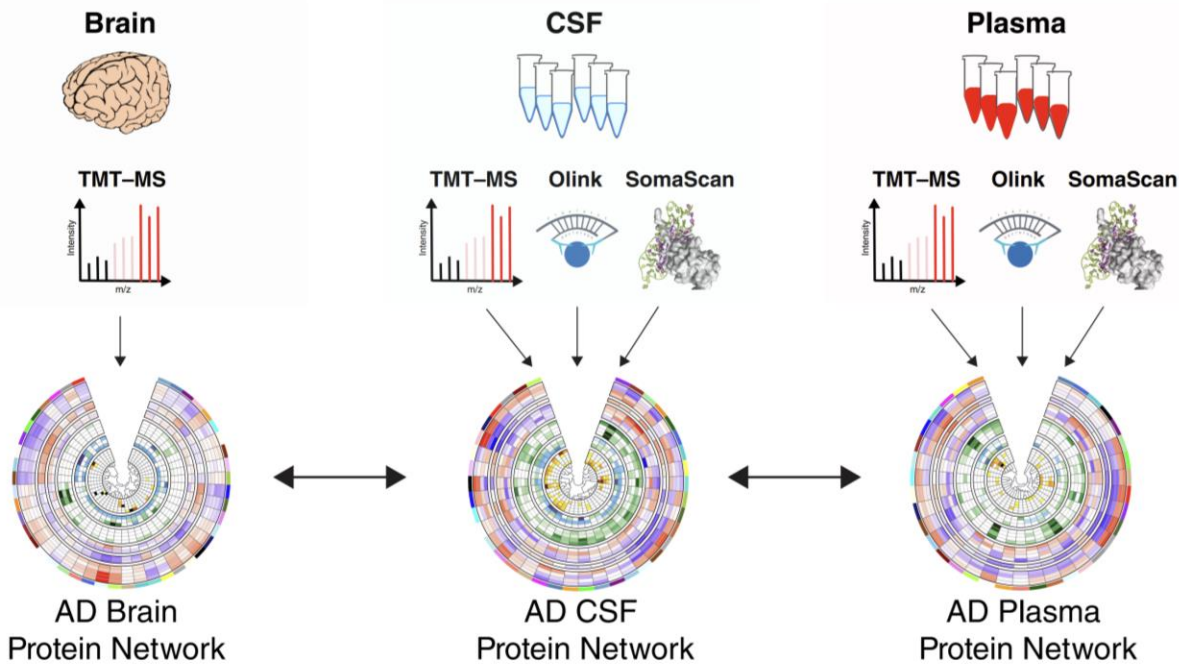 Brain
CSF
Plasma
TMT–MS
TMT–MS
Olink
SomaScan
TMT–MS
Olink
SomaScan
Intensity
m/z
Intensity
m/z
Intensity
m/z
AD Brain
Protein Network
AD CSF
Protein Network
AD Plasma
Protein Network